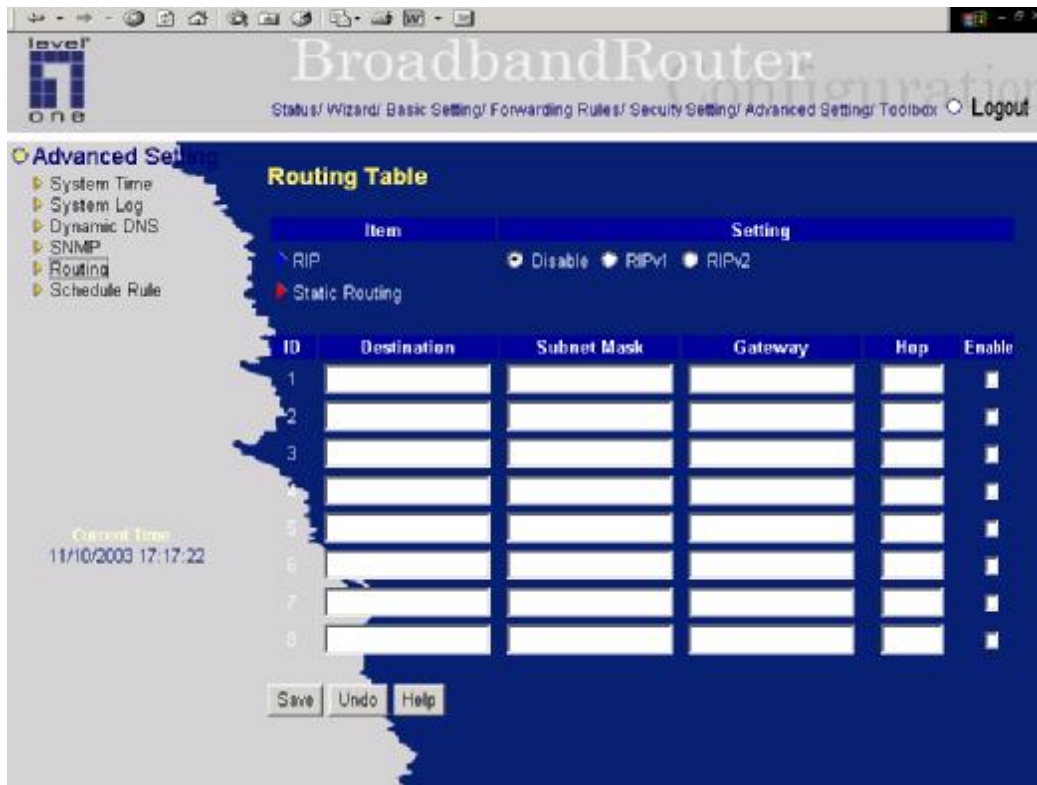 level
one
BroadbandRouter
Configuration
Status/ Wizard/ Basic Setting/ Forwarding Rules/ Secuity Setting/ Advanced Setting/ Toolbox Logout
Advanced Setting
System Time
System Log
Dynamic DNS
SNMP
Routing
Schedule Rule
Current Time
11/10/2003 17:17:22
Routing Table
Item Setting
RIP Disable RIPv1 RIPv2
Static Routing
ID Destination Subnet Mask Gateway Hop Enable
1
2
3
4
5
6
7
8
Save Undo Help